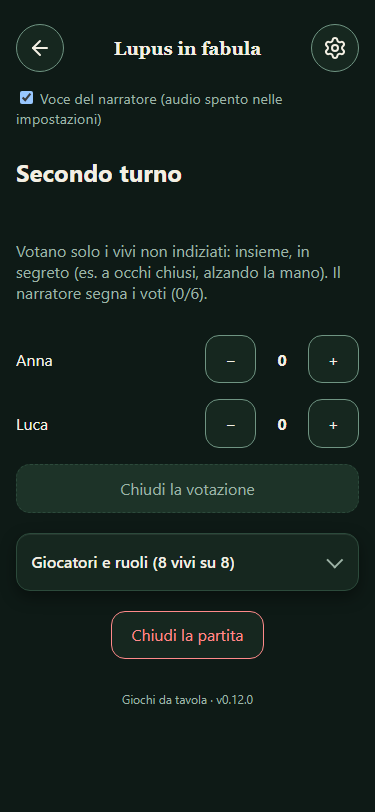 Lupus in fabula
Voce del narratore (audio spento nelle
impostazioni)
Secondo turno
Votano solo i vivi non indiziati: insieme, in
segreto (es. a occhi chiusi, alzando la mano). Il
narratore segna i voti (0/6).
Anna − 0 +
Luca − 0 +
Chiudi la votazione
Giocatori e ruoli (8 vivi su 8)
Chiudi la partita
Giochi da tavola · v0.12.0